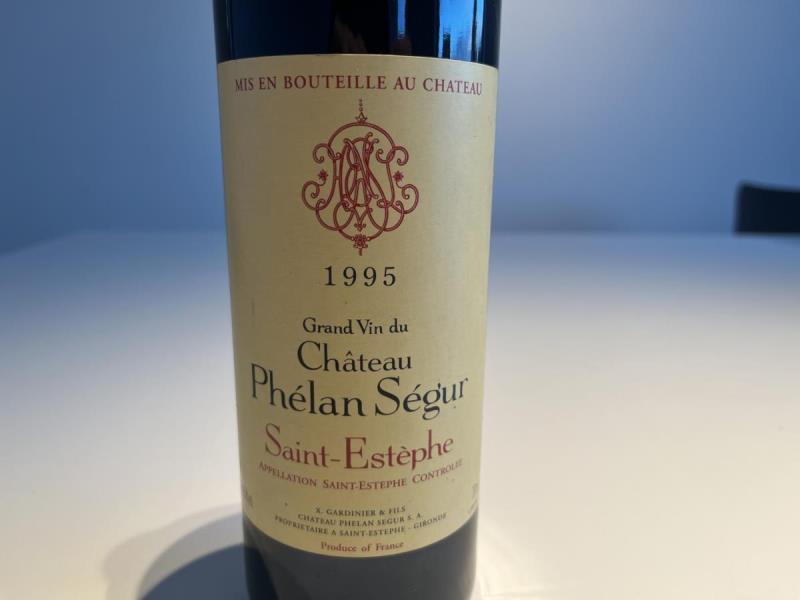 MIS EN BOUTEILLE AU CHATEAU
1995
Grand Vin du
Château
Phélan Ségur
Saint-Estèphe
APPELLATION SAINT-ESTEPHE CONTROLEE
X. GARDINIER & FILS
CHATEAU PHELAN SEGUR S.A.
PROPRIETAIRE A SAINT-ESTEPHE - GIRONDE
Produce of France